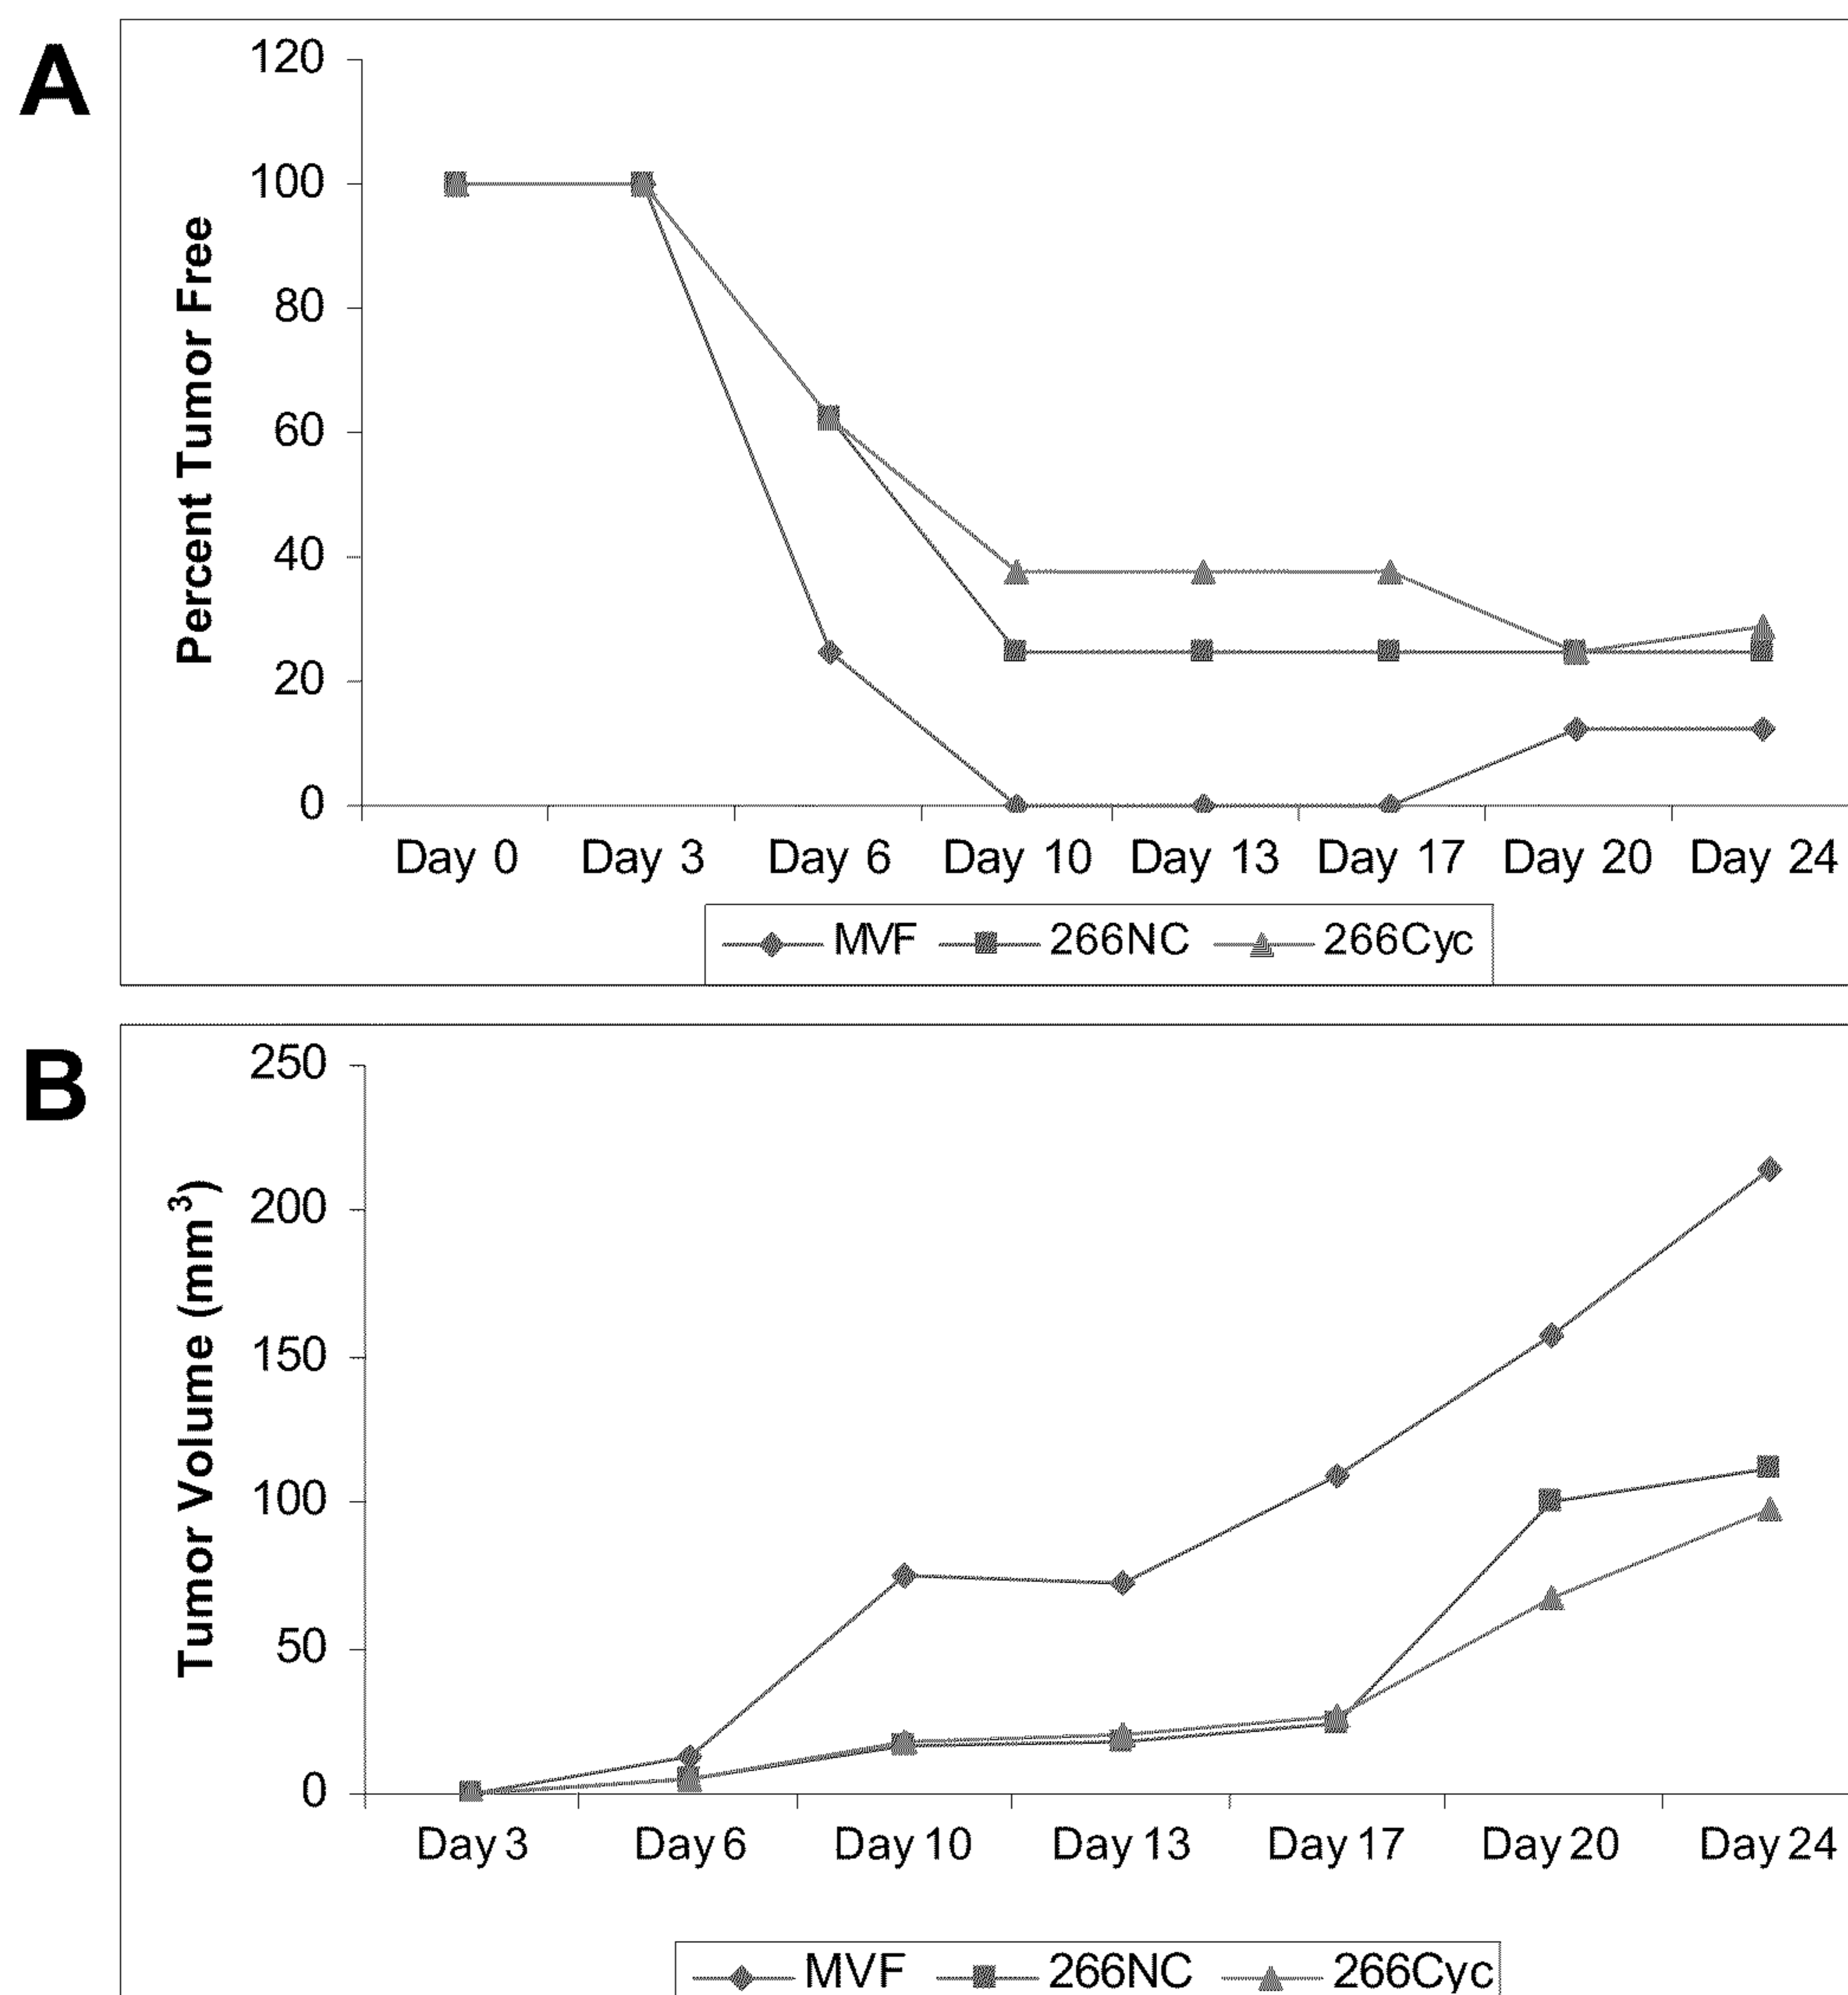 A
Percent Tumor Free
120
100
80
60
40
20
0
Day 0 Day 3 Day 6 Day 10 Day 13 Day 17 Day 20 Day 24
MVF 266NC 266Cyc
B
Tumor Volume (mm³)
250
200
150
100
50
0
Day 3 Day 6 Day 10 Day 13 Day 17 Day 20 Day 24
MVF 266NC 266Cyc